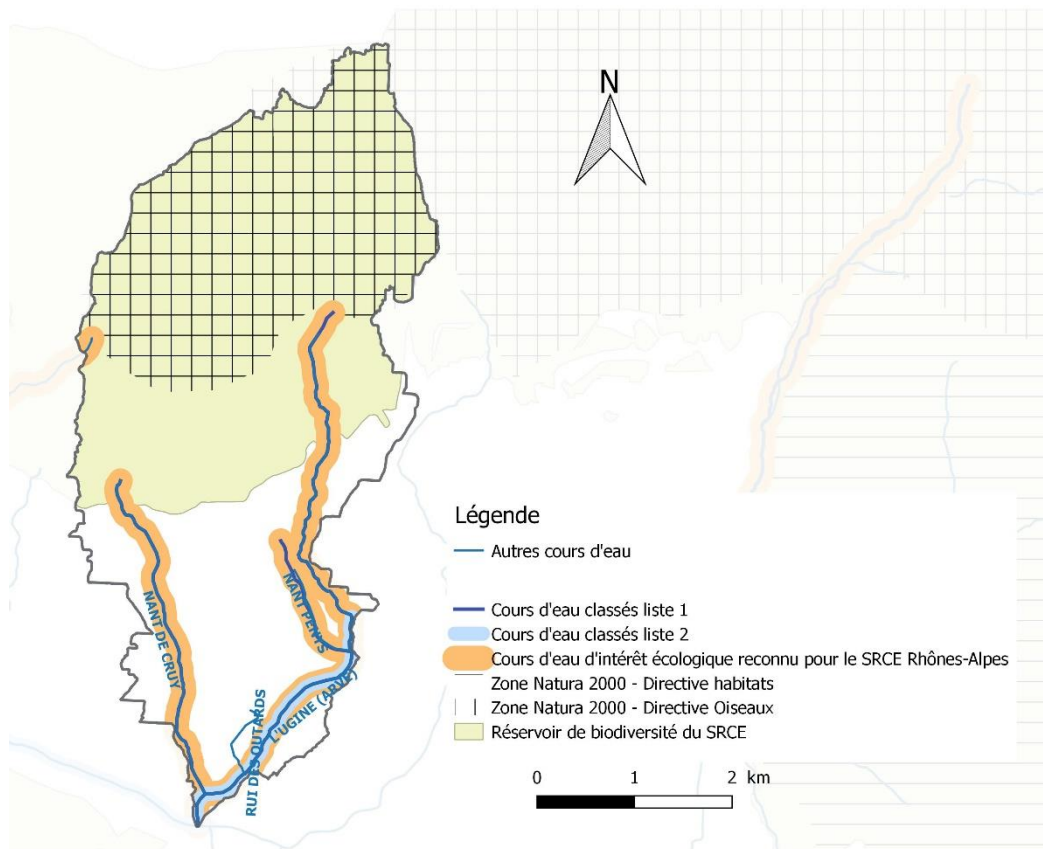 N
NANT DE CRUY
NANT PENTS
L'UGINE (ARVE)
RUI DES OUTARDS
Légende
Autres cours d'eau
Cours d'eau classés liste 1
Cours d'eau classés liste 2
Cours d'eau d'intérêt écologique reconnu pour le SRCE Rhônes-Alpes
Zone Natura 2000 - Directive habitats
Zone Natura 2000 - Directive Oiseaux
Réservoir de biodiversité du SRCE
0 1 2 km